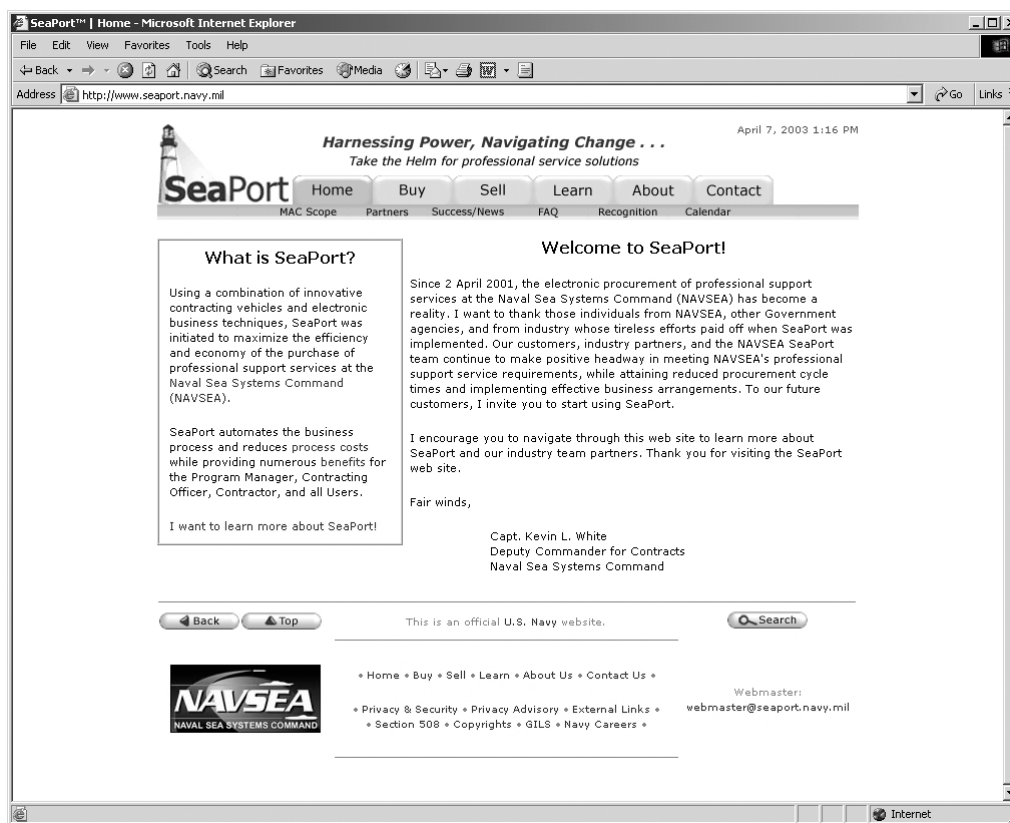 SeaPort™ | Home - Microsoft Internet Explorer
File Edit View Favorites Tools Help
Back Search Favorites Media
Address http://www.seaport.navy.mil Go Links
April 7, 2003 1:16 PM
Harnessing Power, Navigating Change . . .
Take the Helm for professional service solutions
SeaPort Home Buy Sell Learn About Contact
MAC Scope Partners Success/News FAQ Recognition Calendar
What is SeaPort?
Using a combination of innovative
contracting vehicles and electronic
business techniques, SeaPort was
initiated to maximize the efficiency
and economy of the purchase of
professional support services at the
Naval Sea Systems Command
(NAVSEA).
SeaPort automates the business
process and reduces process costs
while providing numerous benefits for
the Program Manager, Contracting
Officer, Contractor, and all Users.
I want to learn more about SeaPort!
Welcome to SeaPort!
Since 2 April 2001, the electronic procurement of professional support
services at the Naval Sea Systems Command (NAVSEA) has become a
reality. I want to thank those individuals from NAVSEA, other Government
agencies, and from industry whose tireless efforts paid off when SeaPort was
implemented. Our customers, industry partners, and the NAVSEA SeaPort
team continue to make positive headway in meeting NAVSEA's professional
support service requirements, while attaining reduced procurement cycle
times and implementing effective business arrangements. To our future
customers, I invite you to start using SeaPort.
I encourage you to navigate through this web site to learn more about
SeaPort and our industry team partners. Thank you for visiting the SeaPort
web site.
Fair winds,
Capt. Kevin L. White
Deputy Commander for Contracts
Naval Sea Systems Command
Back Top This is an official U.S. Navy website. Search
NAVSEA
NAVAL SEA SYSTEMS COMMAND
• Home • Buy • Sell • Learn • About Us • Contact Us •
• Privacy & Security • Privacy Advisory • External Links •
• Section 508 • Copyrights • GILS • Navy Careers •
Webmaster:
webmaster@seaport.navy.mil
Internet